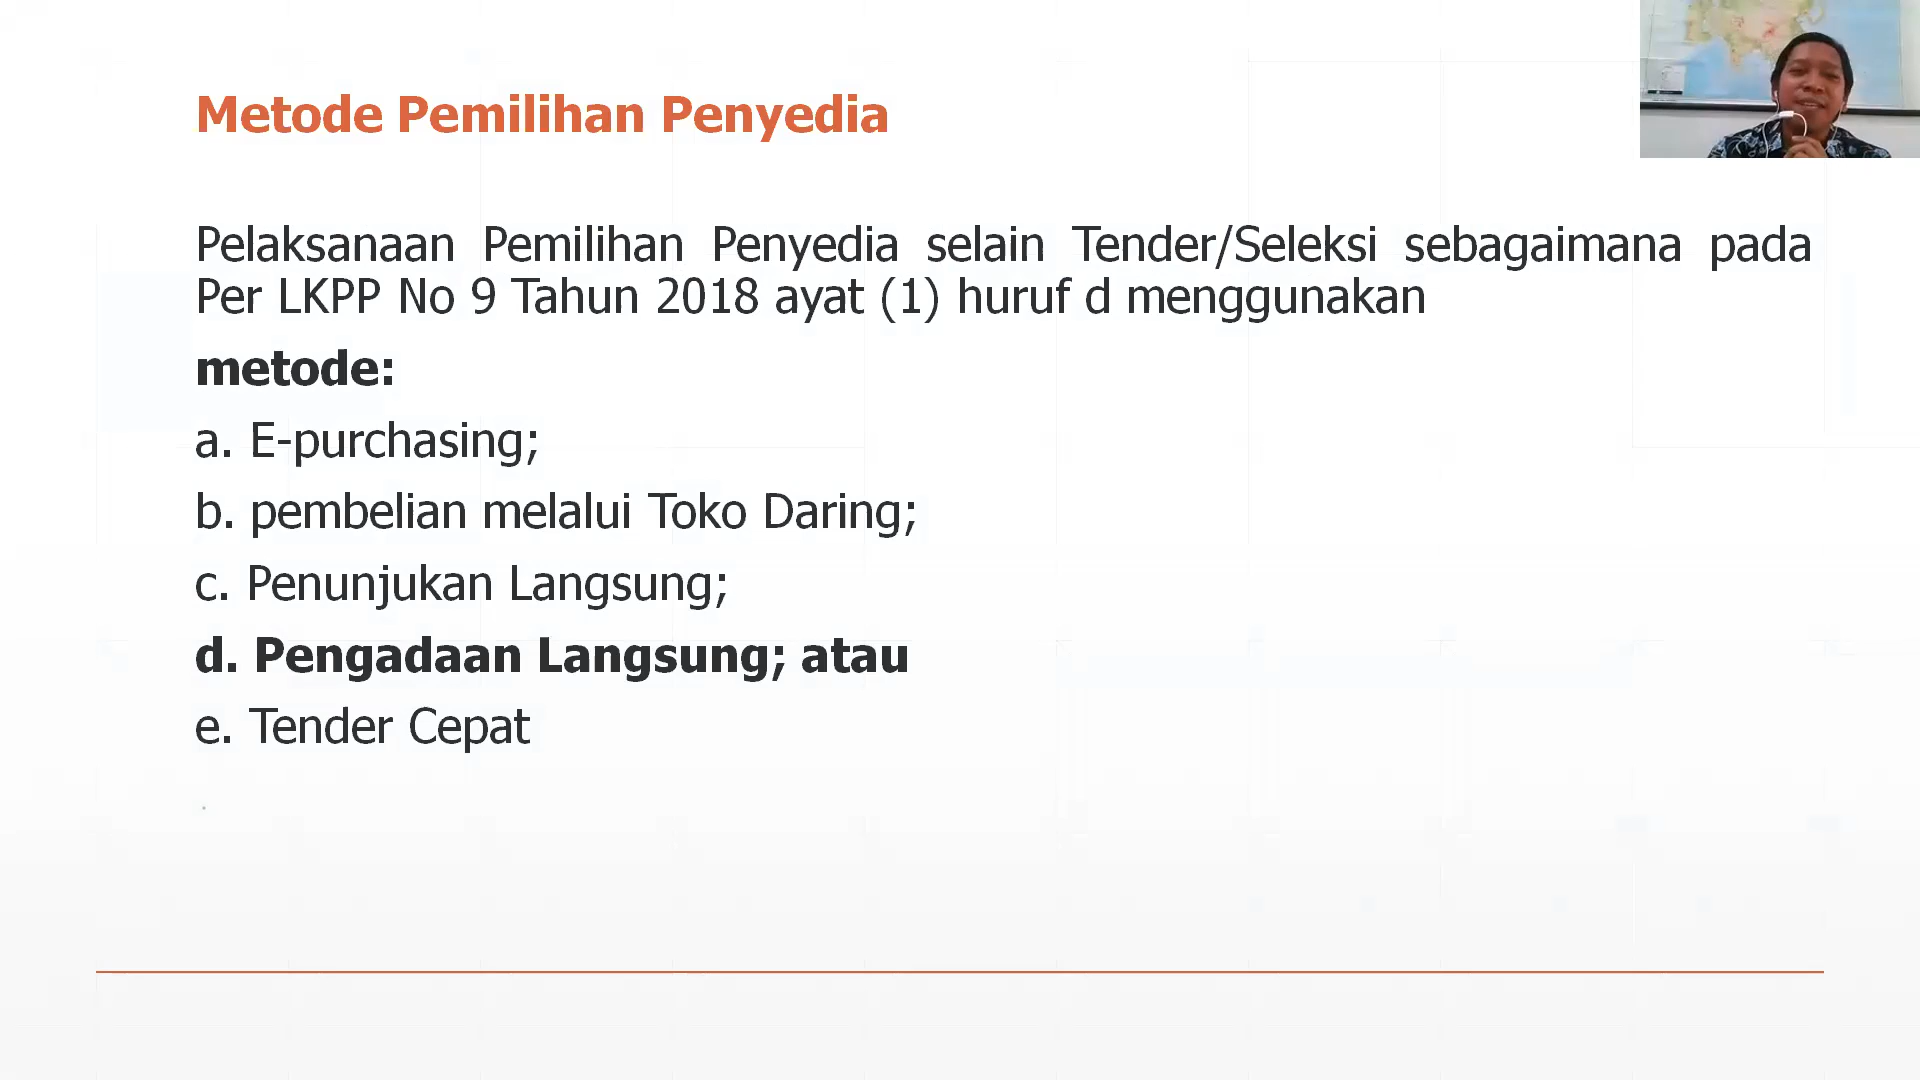 Metode Pemilihan Penyedia
Pelaksanaan Pemilihan Penyedia selain Tender/Seleksi sebagaimana pada
Per LKPP No 9 Tahun 2018 ayat (1) huruf d menggunakan
metode:
a. E-purchasing;
b. pembelian melalui Toko Daring;
c. Penunjukan Langsung;
d. Pengadaan Langsung; atau
e. Tender Cepat